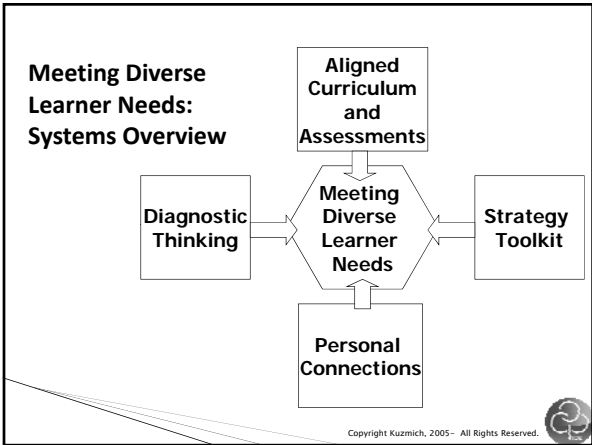 Meeting Diverse
Learner Needs:
Systems Overview
Aligned
Curriculum
and
Assessments
Diagnostic
Thinking
Meeting
Diverse
Learner
Needs
Strategy
Toolkit
Personal
Connections
Copyright Kuzmich, 2005– All Rights Reserved.